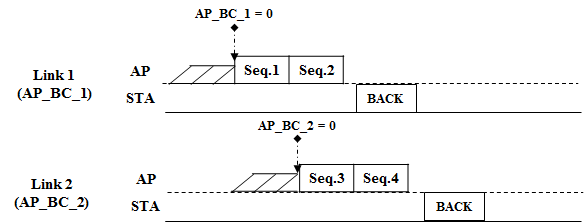 AP_BC_1 = 0
Link 1
(AP_BC_1)
AP
Seq.1
Seq.2
STA
BACK
AP_BC_2 = 0
Link 2
(AP_BC_2)
AP
Seq.3
Seq.4
STA
BACK